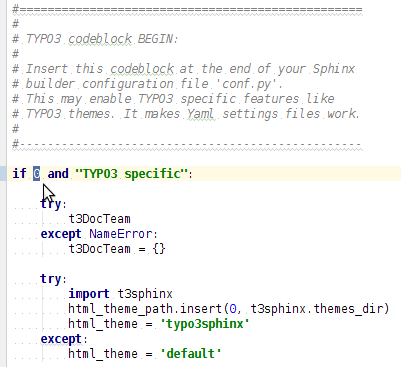 #=================================================
#
# TYPO3 codeblock BEGIN:
#
# Insert this codeblock at the end of your Sphinx
# builder configuration file 'conf.py'.
# This may enable TYPO3 specific features like
# TYPO3 themes. It makes Yaml settings files work.
#
#-------------------------------------------------
if 0 and "TYPO3 specific":
    try:
        t3DocTeam
    except NameError:
        t3DocTeam = {}
    try:
        import t3sphinx
        html_theme_path.insert(0, t3sphinx.themes_dir)
        html_theme = 'typo3sphinx'
    except:
        html_theme = 'default'